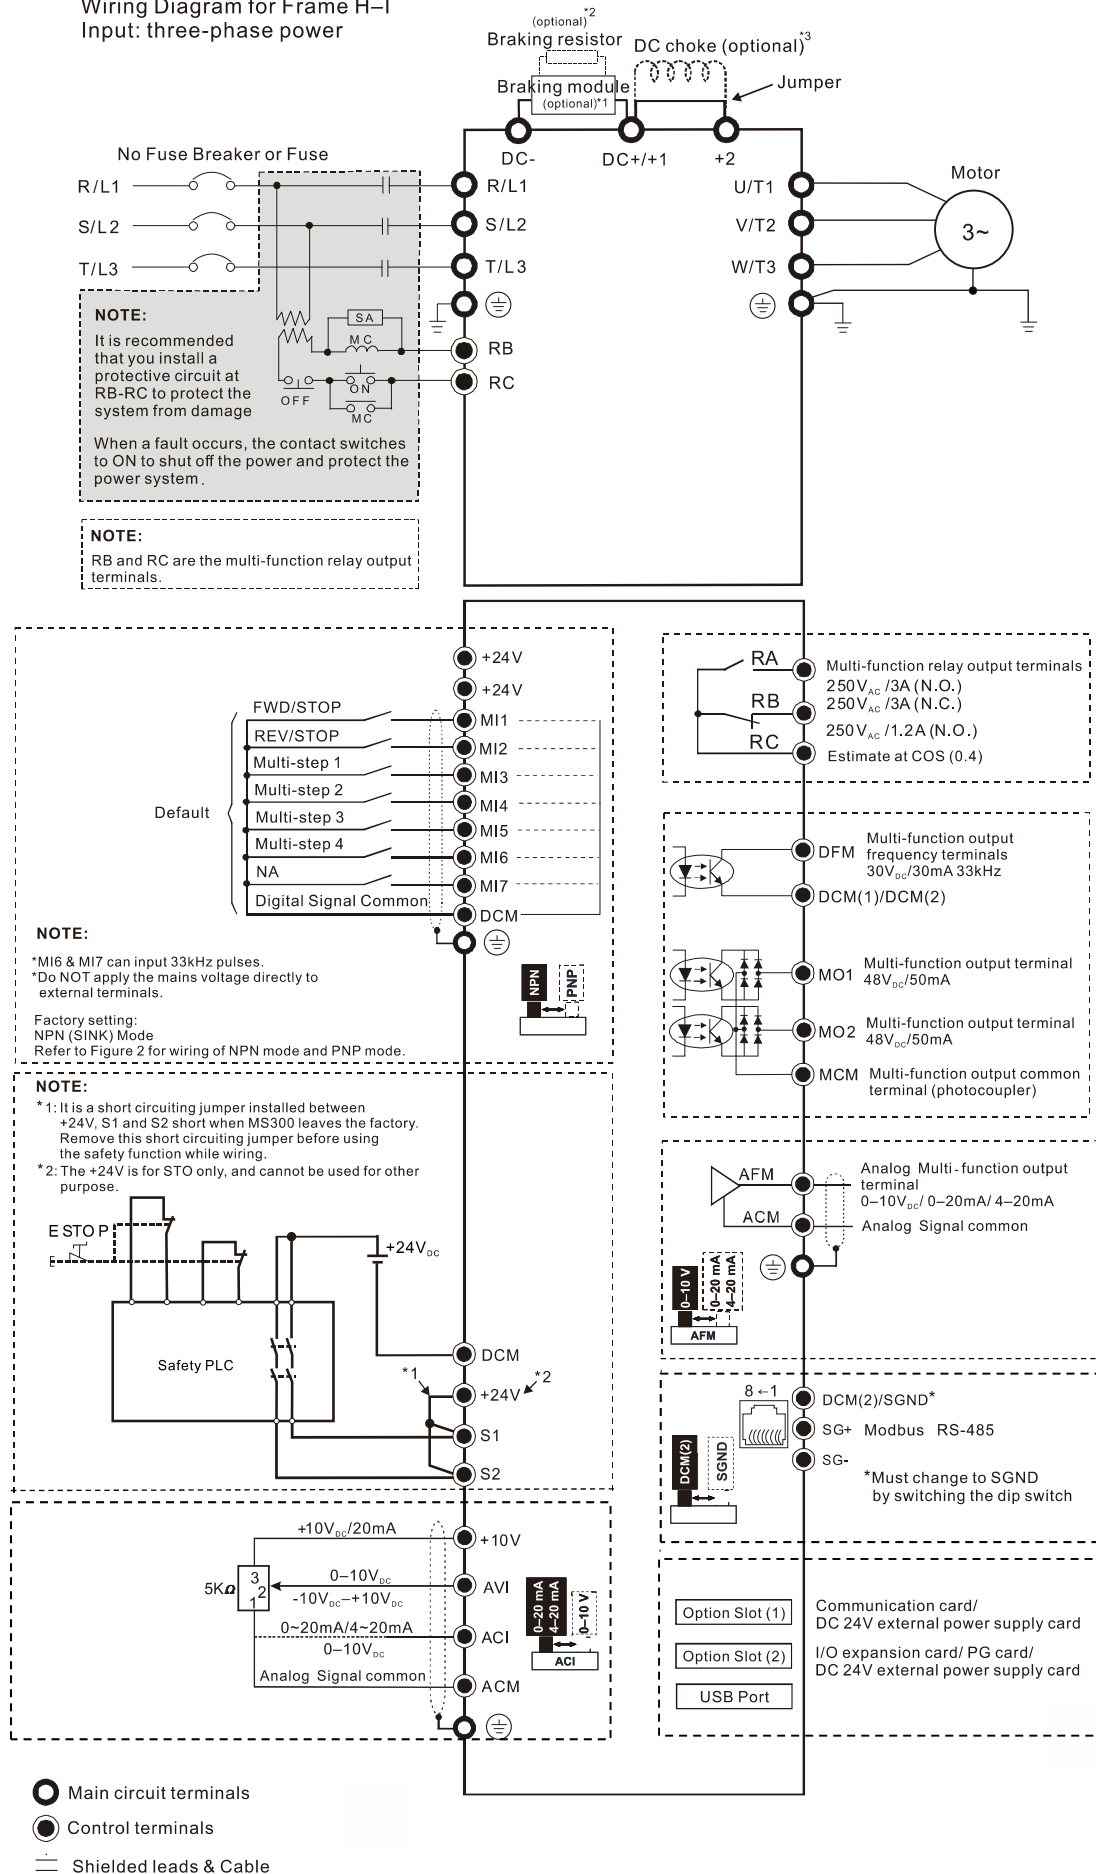 Wiring Diagram for Frame H–I
Input: three-phase power
(optional)*2
Braking resistor
DC choke (optional)*3
Braking module
(optional)*1
Jumper
No Fuse Breaker or Fuse
DC-
DC+/+1
+2
Motor
R/L1
R/L1
U/T1
S/L2
S/L2
V/T2
3~
T/L3
T/L3
W/T3
NOTE:
It is recommended
that you install a
protective circuit at
RB-RC to protect the
system from damage
When a fault occurs, the contact switches
to ON to shut off the power and protect the
power system.
SA
MC
RB
RC
OFF
ON
MC
NOTE:
RB and RC are the multi-function relay output
terminals.
+24V
+24V
FWD/STOP
MI1
REV/STOP
MI2
Multi-step 1
MI3
Multi-step 2
MI4
Default
Multi-step 3
MI5
Multi-step 4
MI6
NA
MI7
Digital Signal Common
DCM
NOTE:
*MI6 & MI7 can input 33kHz pulses.
*Do NOT apply the mains voltage directly to
external terminals.
Factory setting:
NPN (SINK) Mode
Refer to Figure 2 for wiring of NPN mode and PNP mode.
NPN
PNP
RA
Multi-function relay output terminals
250VAC/3A (N.O.)
RB
250VAC/3A (N.C.)
250VAC/1.2A (N.O.)
RC
Estimate at COS (0.4)
DFM
Multi-function output
frequency terminals
30VDC/30mA 33kHz
DCM(1)/DCM(2)
MO1
Multi-function output terminal
48VDC/50mA
MO2
Multi-function output terminal
48VDC/50mA
MCM
Multi-function output common
terminal (photocoupler)
NOTE:
*1: It is a short circuiting jumper installed between
+24V, S1 and S2 short when MS300 leaves the factory.
Remove this short circuiting jumper before using
the safety function while wiring.
*2: The +24V is for STO only, and cannot be used for other
purpose.
E STOP
+24VDC
Safety PLC
DCM
*1
+24V
*2
S1
S2
AFM
Analog Multi-function output
terminal
0–10VDC/ 0–20mA/ 4–20mA
ACM
Analog Signal common
0–10 V
0–20 mA
4–20 mA
AFM
8←1
DCM(2)/SGND*
SG+
Modbus RS-485
SG-
DCM(2)
SGND
*Must change to SGND
by switching the dip switch
+10VDC/20mA
+10V
5KΩ
3
2
1
0–10VDC
-10VDC–+10VDC
AVI
0~20mA/4~20mA
0–10VDC
ACI
Analog Signal common
ACM
0–20 mA
4–20 mA
0–10 V
ACI
Option Slot (1)
Communication card/
DC 24V external power supply card
Option Slot (2)
I/O expansion card/ PG card/
DC 24V external power supply card
USB Port
Main circuit terminals
Control terminals
Shielded leads & Cable